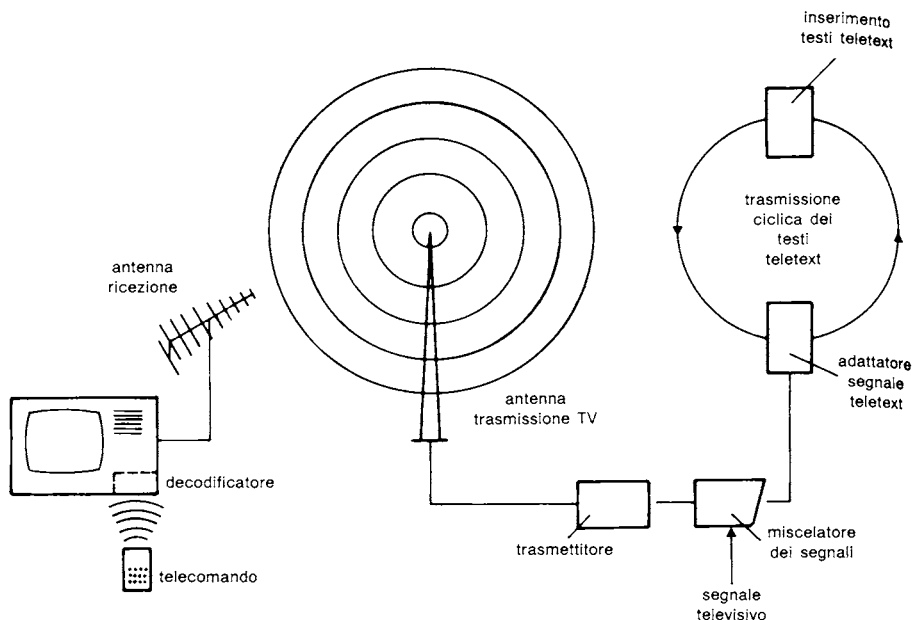 inserimento
testi teletext
trasmissione
ciclica dei
testi
teletext
antenna
ricezione
adattatore
segnale
teletext
antenna
trasmissione TV
decodificatore
trasmettitore
miscelatore
dei segnali
telecomando
segnale
televisivo